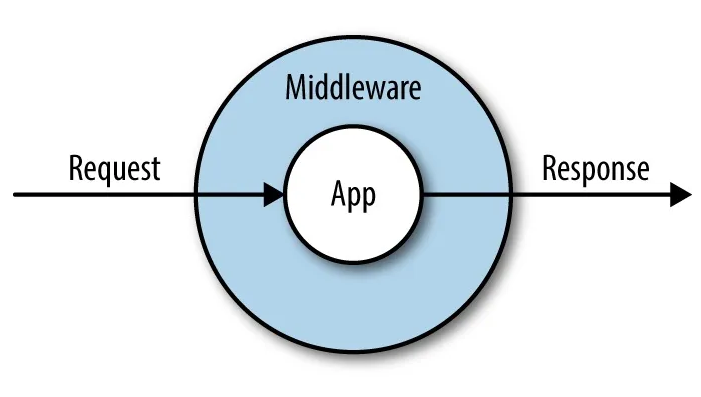 Middleware
Request
App
Response